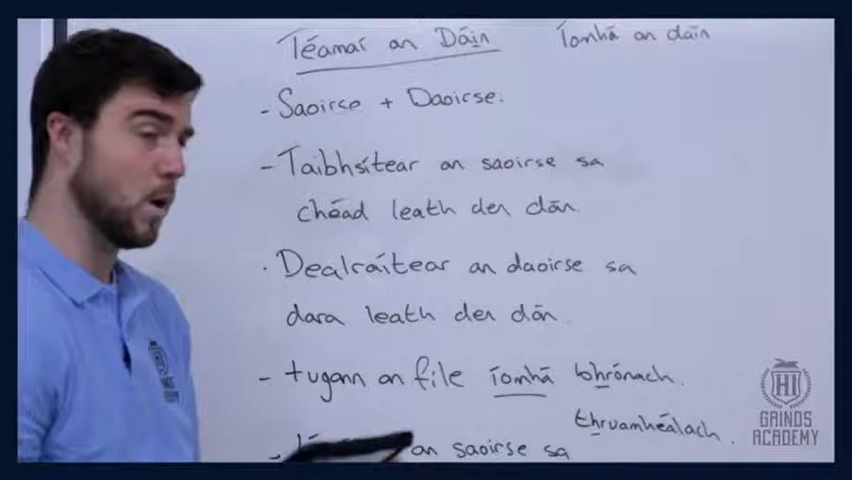 Téamaí an Dáin
Íomhá an dáin
- Saoirse + Daoirse.
- Taibhsítear an saoirse sa
chéad leath den dán.
· Dealraítear an daoirse sa
dara leath den dán.
- tugann an file íomhá bhrónach.
thruamhéalach.
an saoirse sa
HI
GRINDS
ACADEMY